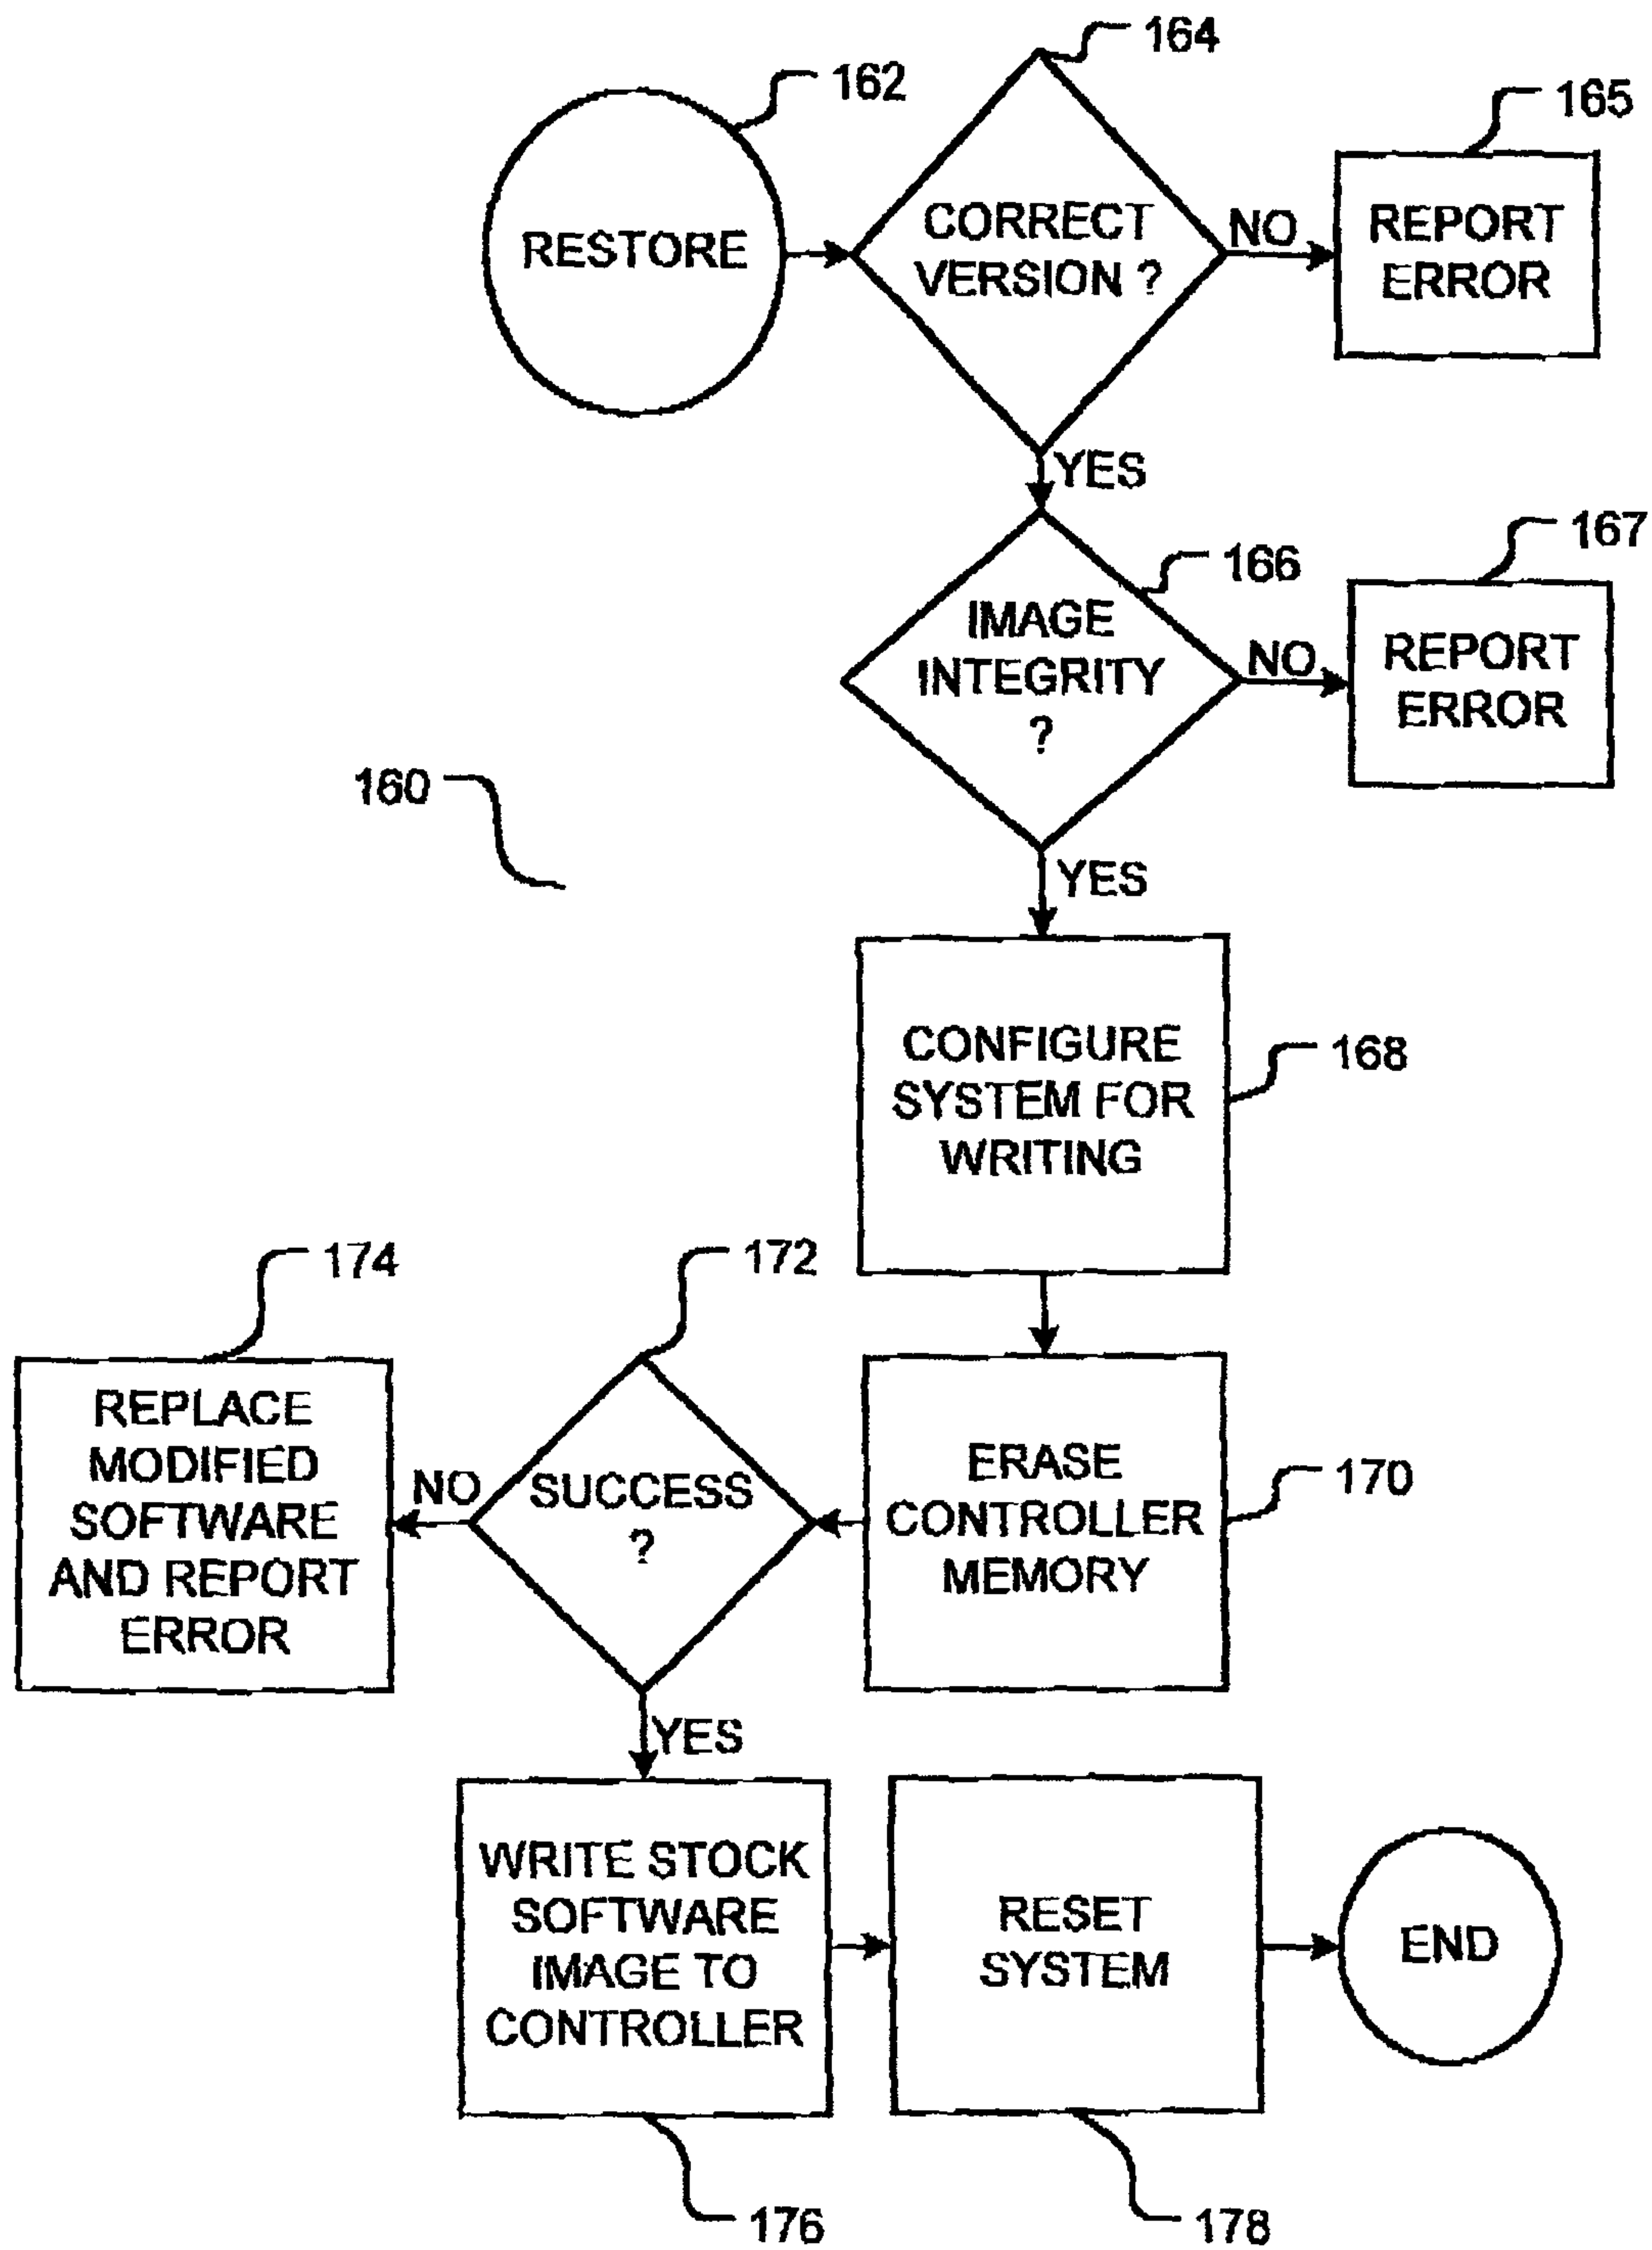 164
162
165
RESTORE
CORRECT
VERSION ?
NO
REPORT
ERROR
YES
167
166
IMAGE
INTEGRITY
?
NO
REPORT
ERROR
160
YES
CONFIGURE
SYSTEM FOR
WRITING
168
174
172
REPLACE
MODIFIED
SOFTWARE
AND REPORT
ERROR
NO
SUCCESS
?
ERASE
CONTROLLER
MEMORY
170
YES
WRITE STOCK
SOFTWARE
IMAGE TO
CONTROLLER
RESET
SYSTEM
END
176
178